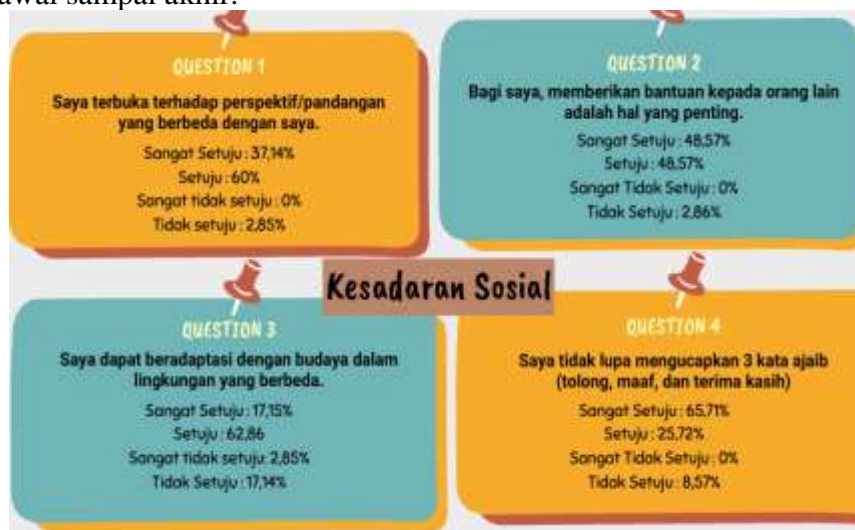 awal sampai akhir.
QUESTION 1
Saya terbuka terhadap perspektif/pandangan
yang berbeda dengan saya.
Sangat Setuju : 37,14%
Setuju : 60%
Sangat tidak setuju : 0%
Tidak setuju : 2,85%
QUESTION 2
Bagi saya, memberikan bantuan kepada orang lain
adalah hal yang penting.
Sangat Setuju : 48,57%
Setuju : 48,57%
Sangat Tidak Setuju : 0%
Tidak Setuju : 2,86%
Kesadaran Sosial
QUESTION 3
Saya dapat beradaptasi dengan budaya dalam
lingkungan yang berbeda.
Sangat Setuju : 17,15%
Setuju : 62,86
Sangat tidak setuju: 2,85%
Tidak Setuju : 17,14%
QUESTION 4
Saya tidak lupa mengucapkan 3 kata ajaib
(tolong, maaf, dan terima kasih)
Sangat Setuju : 65,71%
Setuju : 25,72%
Sangat Tidak Setuju : 0%
Tidak Setuju : 8,57%